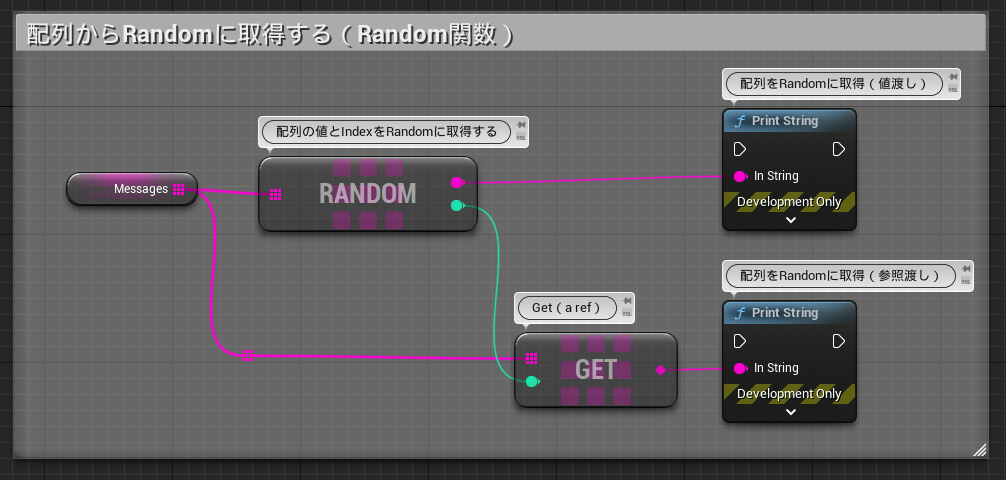 配列からRandomに取得する（Random関数）
配列をRandomに取得（値渡し）
f Print String
In String
Development Only
配列の値とIndexをRandomに取得する
Messages
RANDOM
配列をRandomに取得（参照渡し）
f Print String
In String
Development Only
Get（a ref）
GET